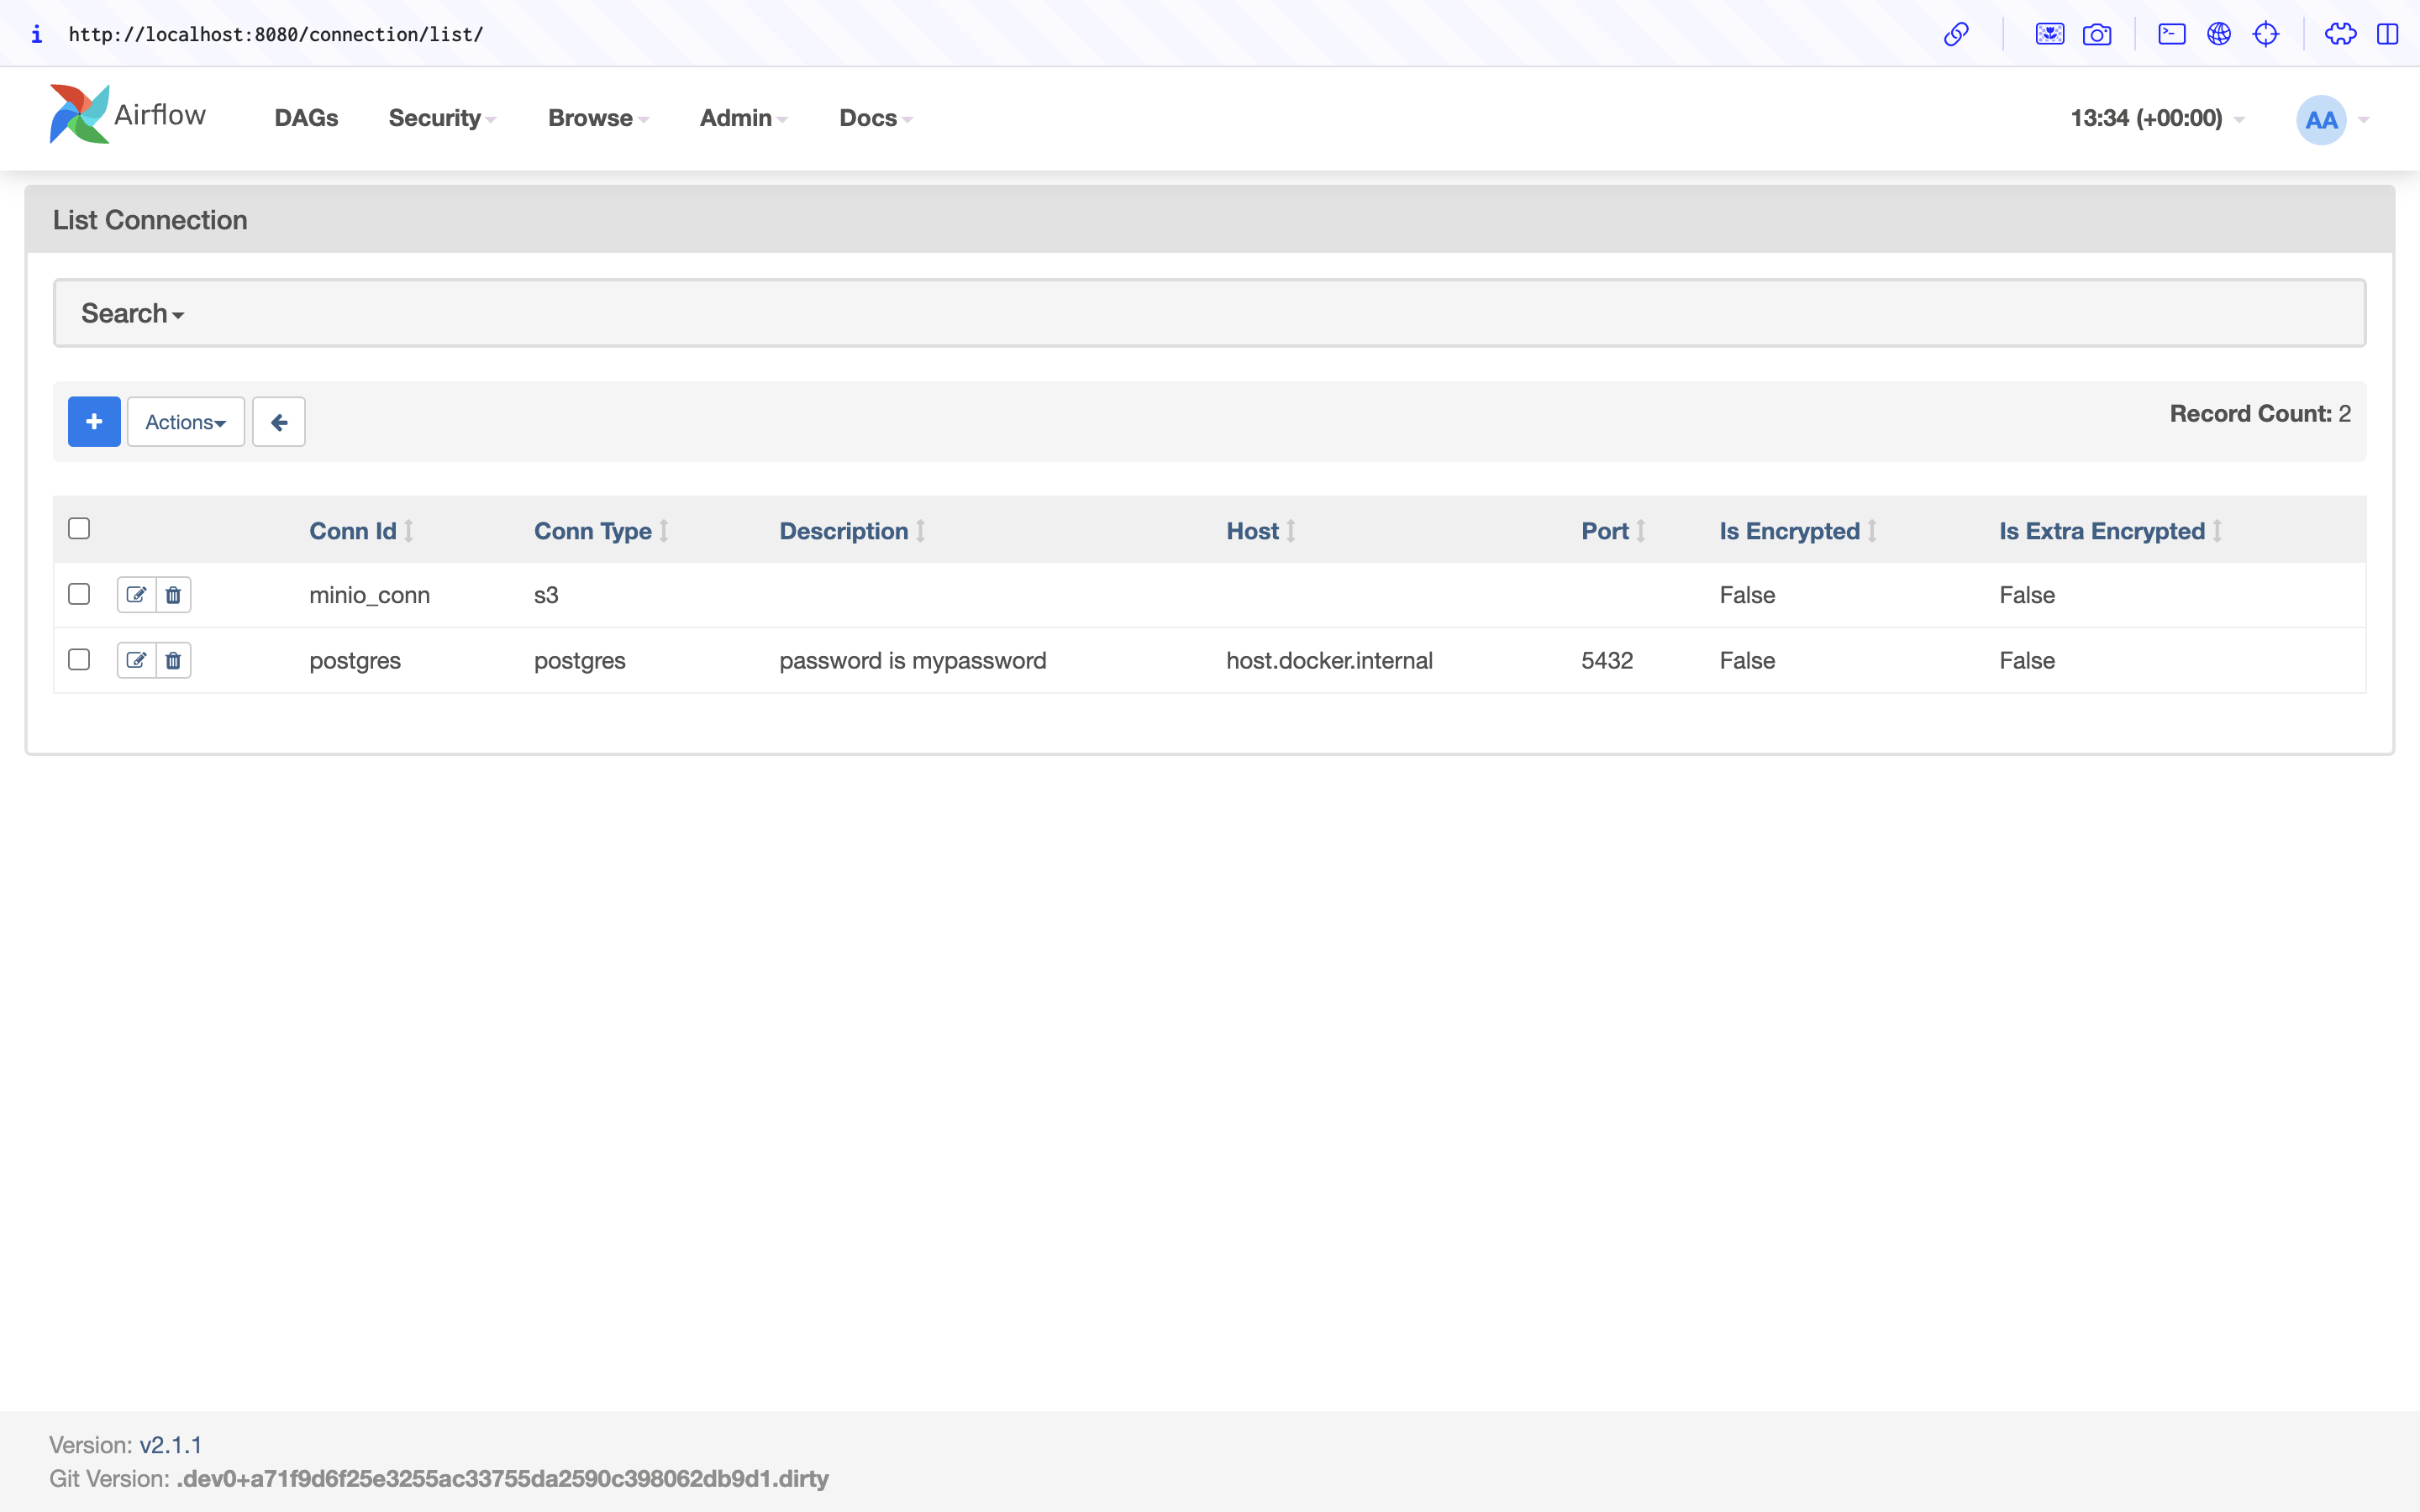 http://localhost:8080/connection/list/
Airflow DAGs Security Browse Admin Docs 13:34 (+00:00) AA
List Connection
Search
Actions Record Count: 2
Conn Id Conn Type Description Host Port Is Encrypted Is Extra Encrypted
minio_conn s3 False False
postgres postgres password is mypassword host.docker.internal 5432 False False
Version: v2.1.1
Git Version: .dev0+a71f9d6f25e3255ac33755da2590c398062db9d1.dirty